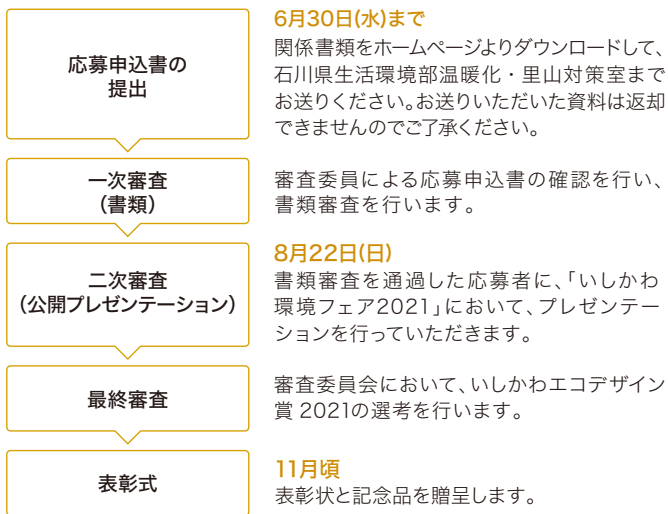 応募申込書の
提出
6月30日(水)まで
関係書類をホームページよりダウンロードして、
石川県生活環境部温暖化・里山対策室まで
お送りください。お送りいただいた資料は返却
できませんのでご了承ください。
一次審査
(書類)
審査委員による応募申込書の確認を行い、
書類審査を行います。
二次審査
(公開プレゼンテーション)
8月22日(日)
書類審査を通過した応募者に、「いしかわ
環境フェア2021」において、プレゼンテー
ションを行っていただきます。
最終審査
審査委員会において、いしかわエコデザイン
賞 2021の選考を行います。
表彰式
11月頃
表彰状と記念品を贈呈します。